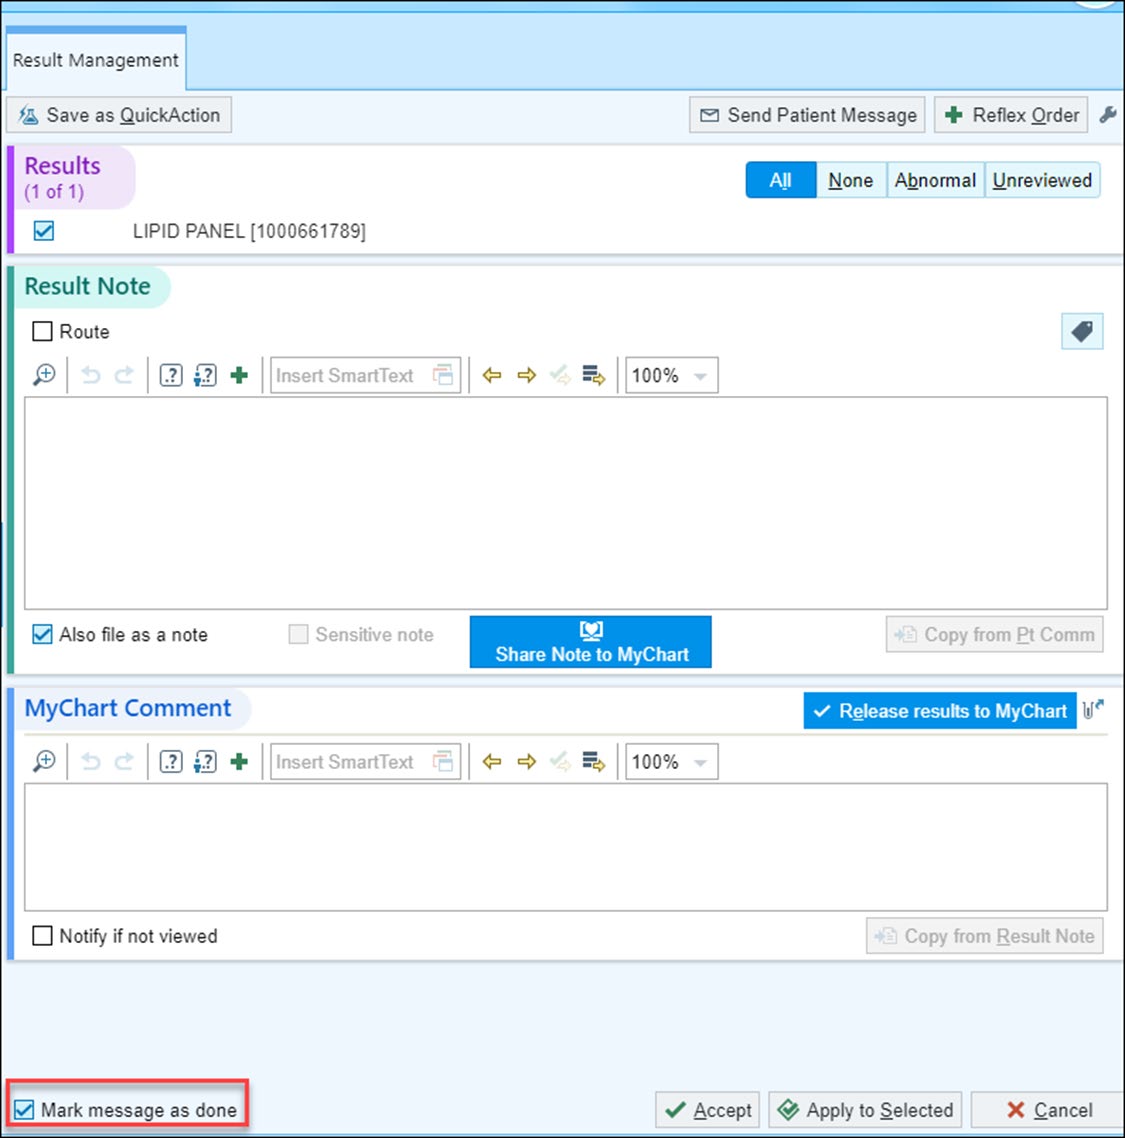 Result Management
Save as QuickAction
Send Patient Message
Reflex Order
Results
(1 of 1)
All
None
Abnormal
Unreviewed
LIPID PANEL [1000661789]
Result Note
Route
Insert SmartText
100%
Also file as a note
Sensitive note
Share Note to MyChart
Copy from Pt Comm
MyChart Comment
Release results to MyChart
Insert SmartText
100%
Notify if not viewed
Copy from Result Note
Mark message as done
Accept
Apply to Selected
Cancel